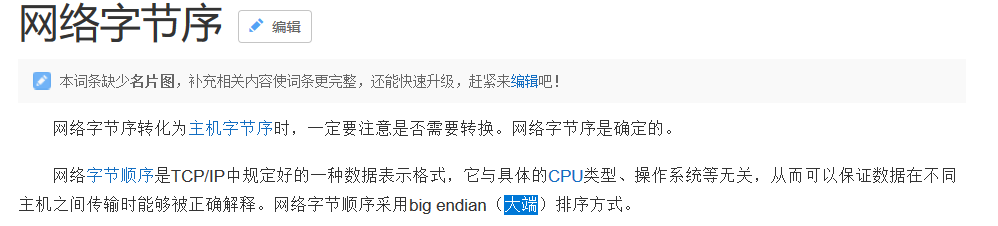 网络字节序 编辑
本词条缺少名片图，补充相关内容使词条更完整，还能快速升级，赶紧来编辑吧！
网络字节序转化为主机字节序时，一定要注意是否需要转换。网络字节序是确定的。
网络字节顺序是TCP/IP中规定好的一种数据表示格式，它与具体的CPU类型、操作系统等无关，从而可以保证数据在不同
主机之间传输时能够被正确解释。网络字节顺序采用big endian（大端）排序方式。